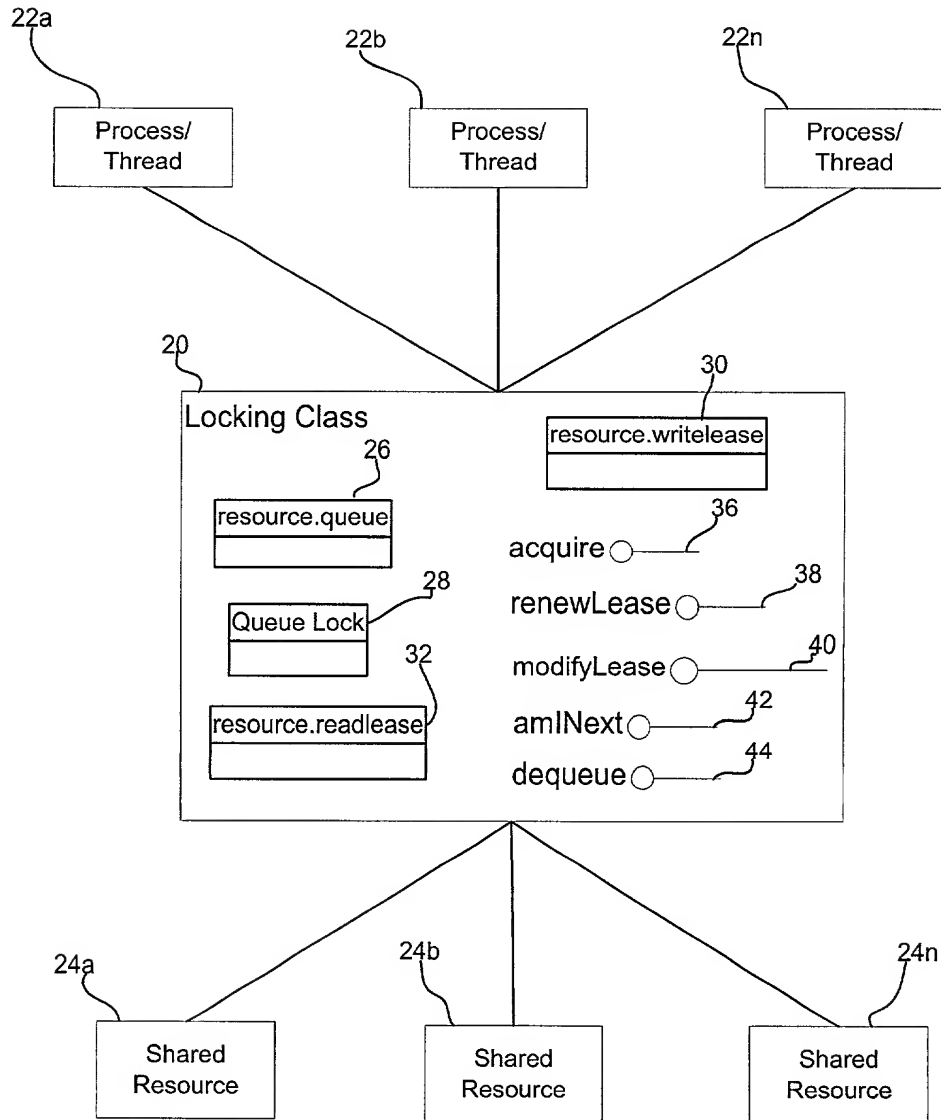 22a
22b
22n
Process/
Thread
Process/
Thread
Process/
Thread
20
Locking Class
30
resource.writelease
26
resource.queue
36
acquire
28
Queue Lock
38
renewLease
40
modifyLease
32
resource.readlease
42
amINext
44
dequeue
24a
24b
24n
Shared
Resource
Shared
Resource
Shared
Resource